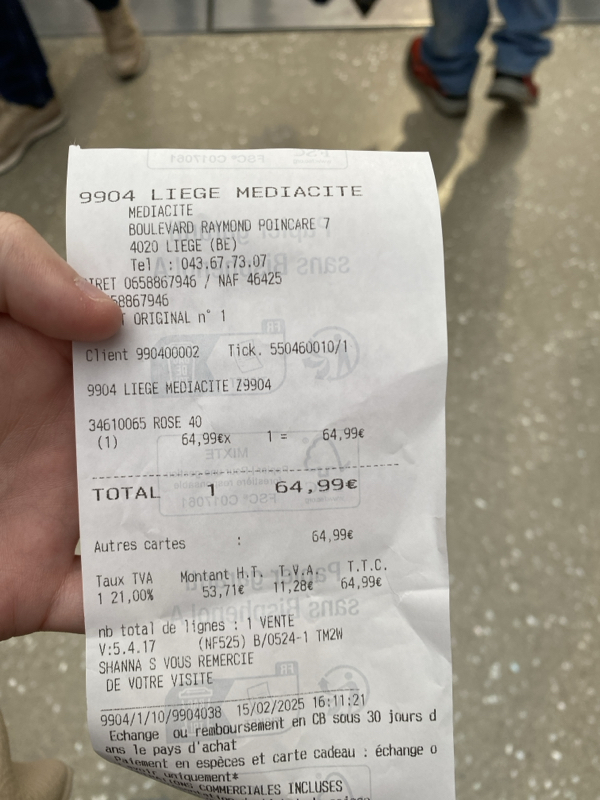 9904 LIEGE MEDIACITE
MEDIACITE
BOULEVARD RAYMOND POINCARE 7
4020 LIEGE (BE)
Tel : 043.67.73.07
0658867946 / NAF 46425
58867946
ORIGINAL n° 1
Client 990400002 Tick. 550460010/1
9904 LIEGE MEDIACITE Z9904
34610065 ROSE 40
(1) 64,99€x 1 = 64,99€
TOTAL 1 64,99€
Autres cartes : 64,99€
Taux TVA Montant H.T. T.V.A. T.T.C.
1 21,00% 53,71€ 11,28€ 64,99€
nb total de lignes : 1 VENTE
V:5.4.17 (NF525) B/0524-1 TM2W
SHANNA S VOUS REMERCIE
DE VOTRE VISITE
9904/1/10/9904038 15/02/2025 16:11:21
Echange ou remboursement en CB sous 30 jours d
ans le pays d'achat
Paiement en espèces et carte cadeau : échange o
uniquement*
COMMERCIALES INCLUSES